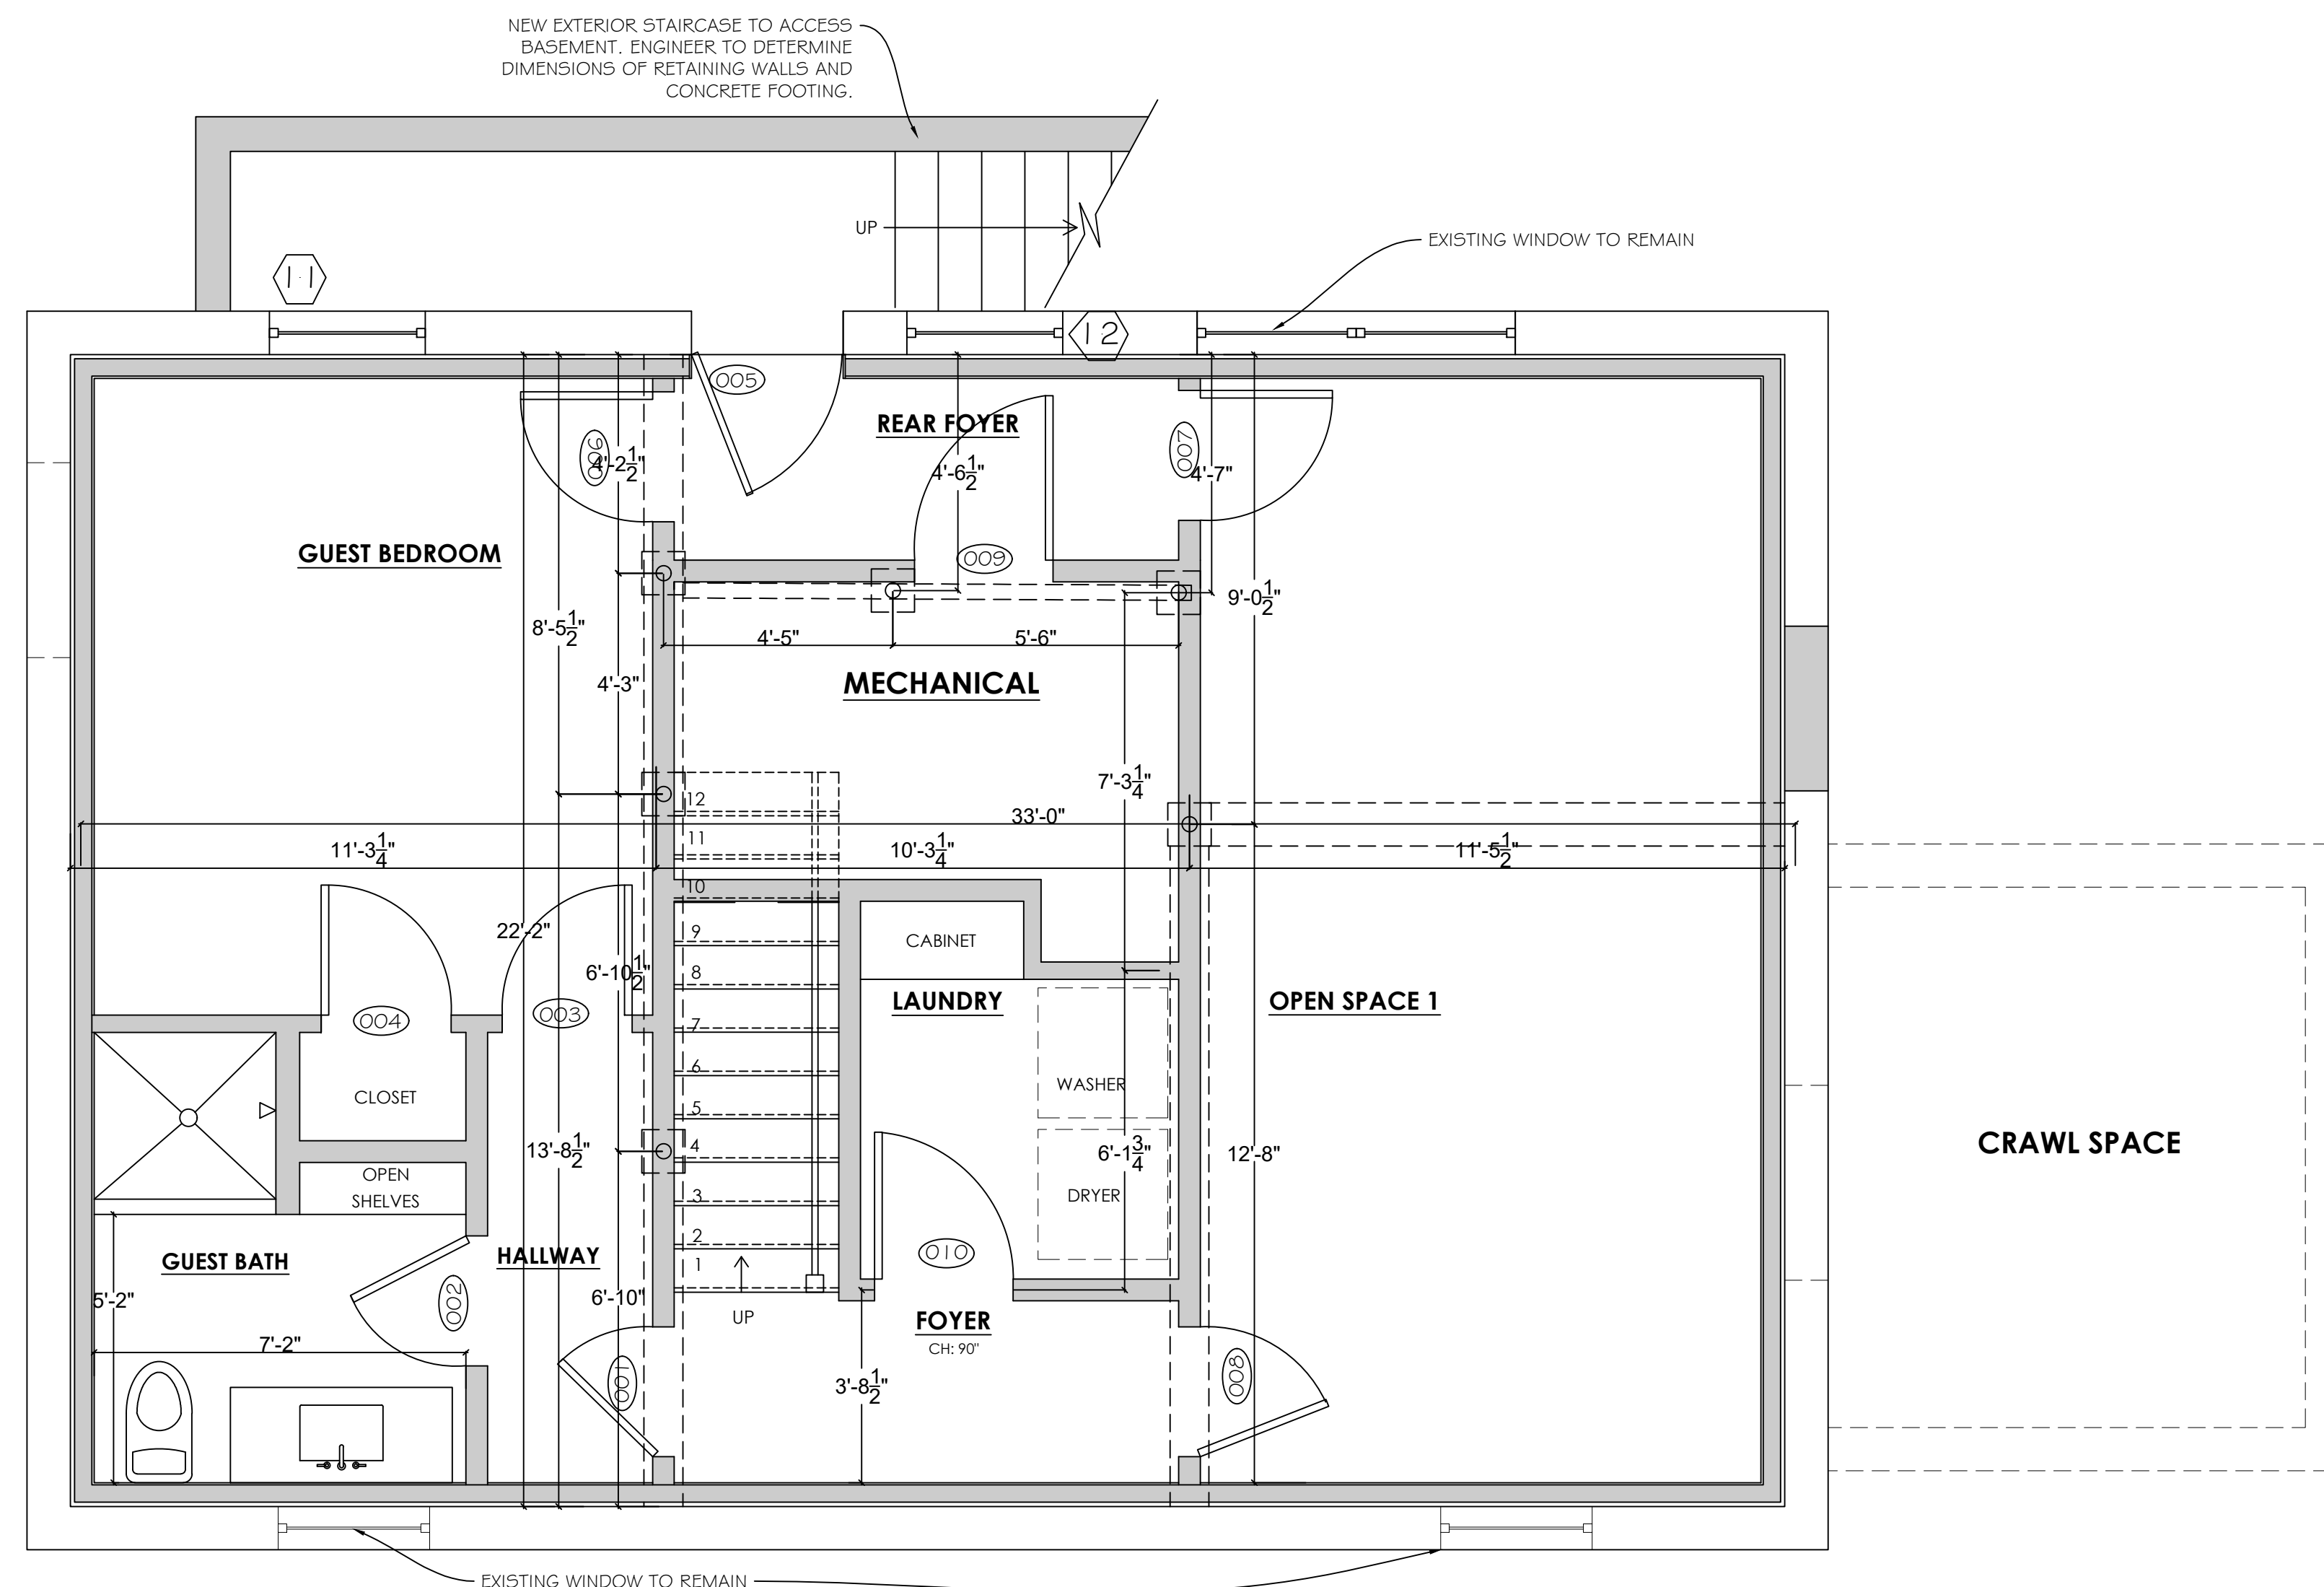 NEW EXTERIOR STAIRCASE TO ACCESS
BASEMENT. ENGINEER TO DETERMINE
DIMENSIONS OF RETAINING WALLS AND
CONCRETE FOOTING.
UP
EXISTING WINDOW TO REMAIN
1.1
12
005
REAR FOYER
006
4'-2 1/2"
4'-6 1/2"
007
4'-7"
GUEST BEDROOM
009
8'-5 1/2"
9'-0 1/2"
4'-5"
5'-6"
4'-3"
MECHANICAL
7'-3 1/4"
12
33'-0"
11
11'-3 1/4"
10'-3 1/4"
11'-5 1/2"
10
22'-2"
9
CABINET
6'-10 1/2"
8
LAUNDRY
OPEN SPACE 1
004
003
7
6
WASHER
CLOSET
5
13'-8 1/2"
4
6'-1 3/4"
12'-8"
CRAWL SPACE
OPEN
SHELVES
3
DRYER
2
GUEST BATH
HALLWAY
1
010
5'-2"
002
6'-10"
UP
FOYER
CH: 90"
7'-2"
001
3'-8 1/2"
008
EXISTING WINDOW TO REMAIN